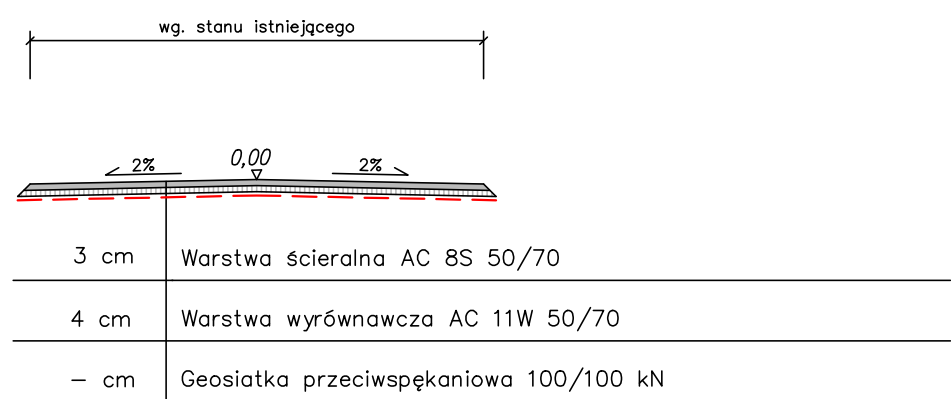 wg. stanu istniejącego
2% 0,00 2%
3 cm Warstwa ścieralna AC 8S 50/70
4 cm Warstwa wyrównawcza AC 11W 50/70
– cm Geosiatka przeciwspękaniowa 100/100 kN